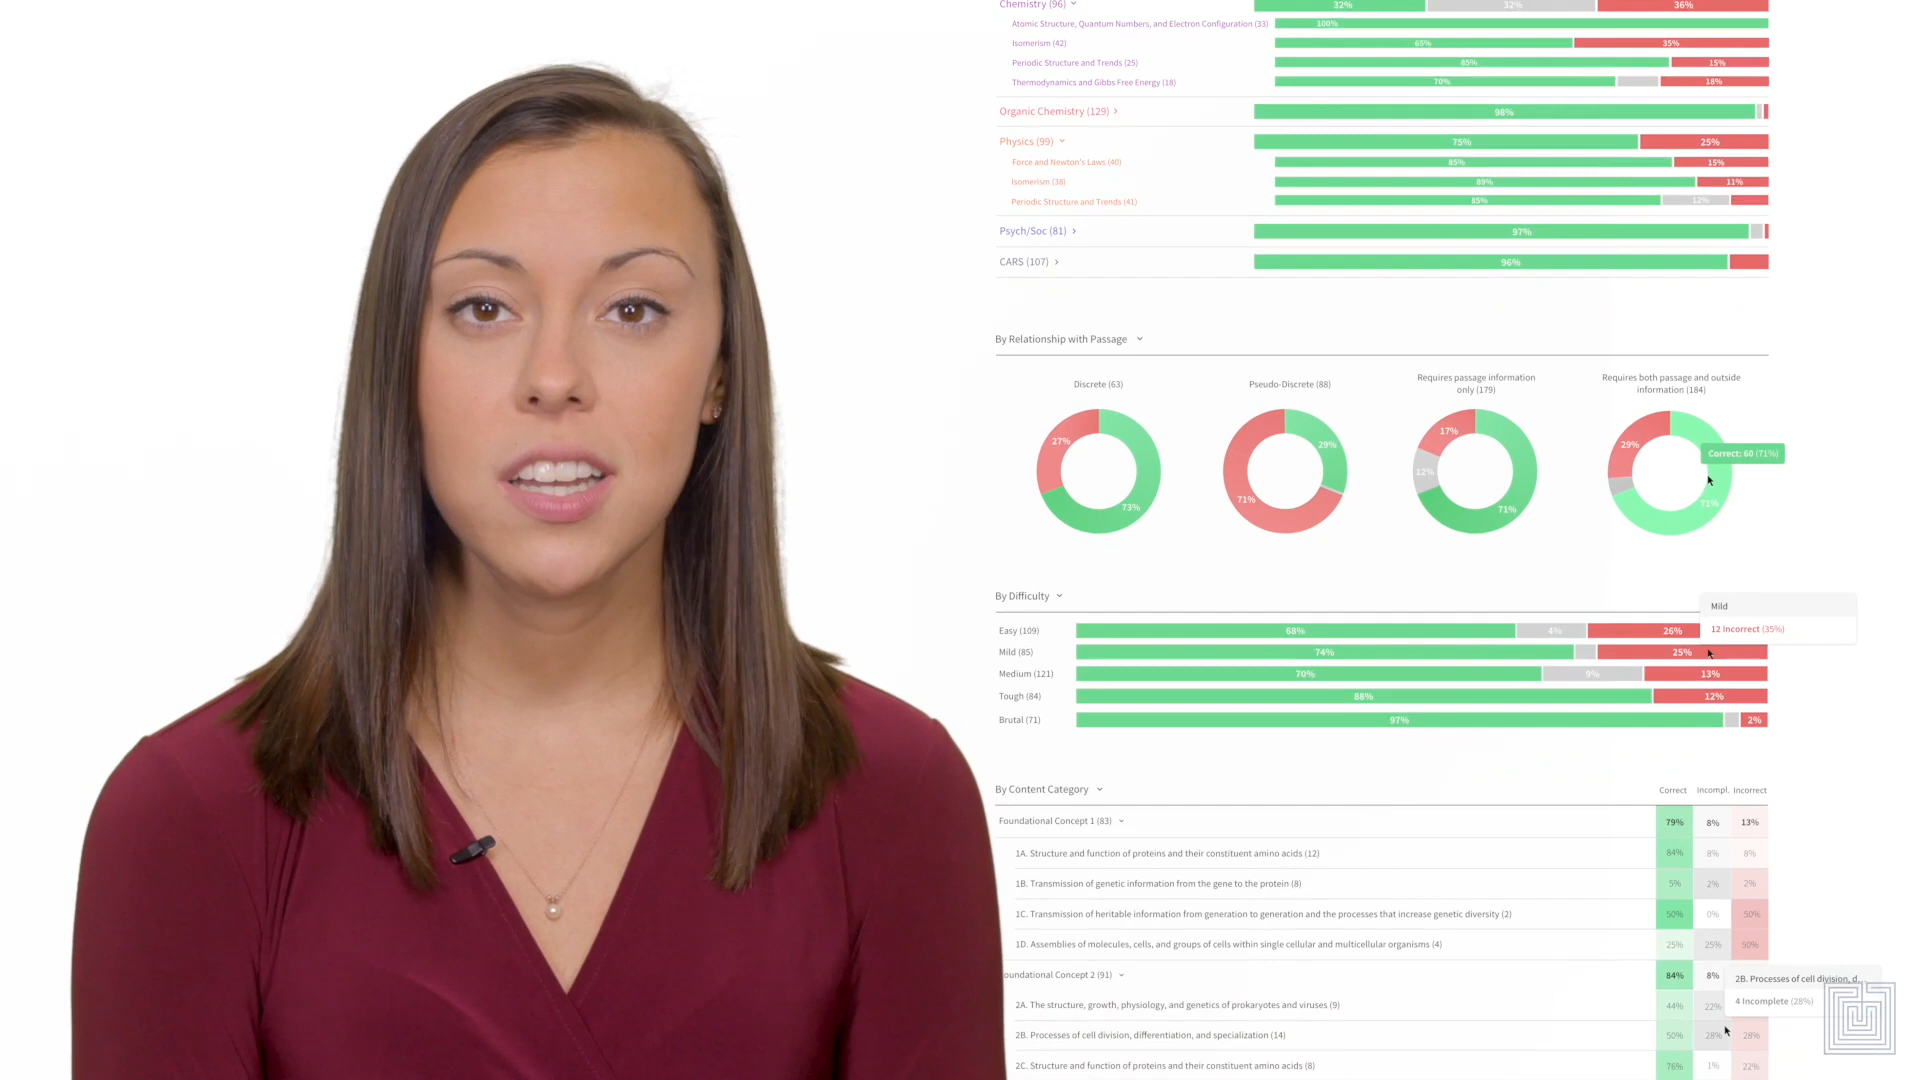 Chemistry (96) 32% 32% 36%
Atomic Structure, Quantum Numbers, and Electron Configuration (33) 100%
Isomerism (42) 65% 35%
Periodic Structure and Trends (25) 85% 15%
Thermodynamics and Gibbs Free Energy (18) 70% 18%
Organic Chemistry (129) 98%
Physics (99) 75% 25%
Force and Newton's Laws (40) 85% 15%
Isomerism (38) 89% 11%
Periodic Structure and Trends (41) 85% 12%
Psych/Soc (81) 97%
CARS (107) 96%
By Relationship with Passage
Discrete (63)
27%
73%
Pseudo-Discrete (88)
29%
71%
Requires passage information
only (179)
17%
12%
71%
Requires both passage and outside
information (184)
29%
Correct: 60 (71%)
71%
By Difficulty
Mild
12 Incorrect (35%)
Easy (109) 68% 4% 26%
Mild (85) 74% 25%
Medium (121) 70% 9% 13%
Tough (84) 88% 12%
Brutal (71) 97% 2%
By Content Category Correct Incompl. Incorrect
Foundational Concept 1 (83) 79% 8% 13%
1A. Structure and function of proteins and their constituent amino acids (12) 84% 8% 8%
1B. Transmission of genetic information from the gene to the protein (8) 5% 2% 2%
1C. Transmission of heritable information from generation to generation and the processes that increase genetic diversity (2) 50% 0% 50%
1D. Assemblies of molecules, cells, and groups of cells within single cellular and multicellular organisms (4) 25% 25% 50%
oundational Concept 2 (91) 84% 8%
2B. Processes of cell division, d...
4 Incomplete (28%)
2A. The structure, growth, physiology, and genetics of prokaryotes and viruses (9) 44% 22%
2B. Processes of cell division, differentiation, and specialization (14) 50% 28% 28%
2C. Structure and function of proteins and their constituent amino acids (8) 76% 1% 22%